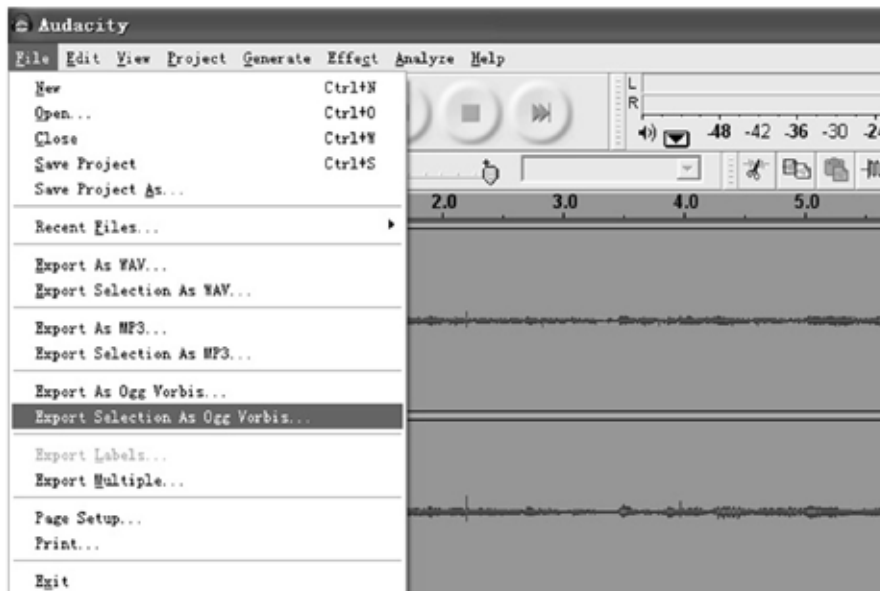 Audacity
File Edit View Project Generate Effect Analyze Help
New Ctrl+N
Open... Ctrl+O
Close Ctrl+W
Save Project Ctrl+S
Save Project As...
Recent Files...
Export As WAV...
Export Selection As WAV...
Export As MP3...
Export Selection As MP3...
Export As Ogg Vorbis...
Export Selection As Ogg Vorbis...
Export Labels...
Export Multiple...
Page Setup...
Print...
Exit
L
R
-48 -42 -36 -30
2.0 3.0 4.0 5.0